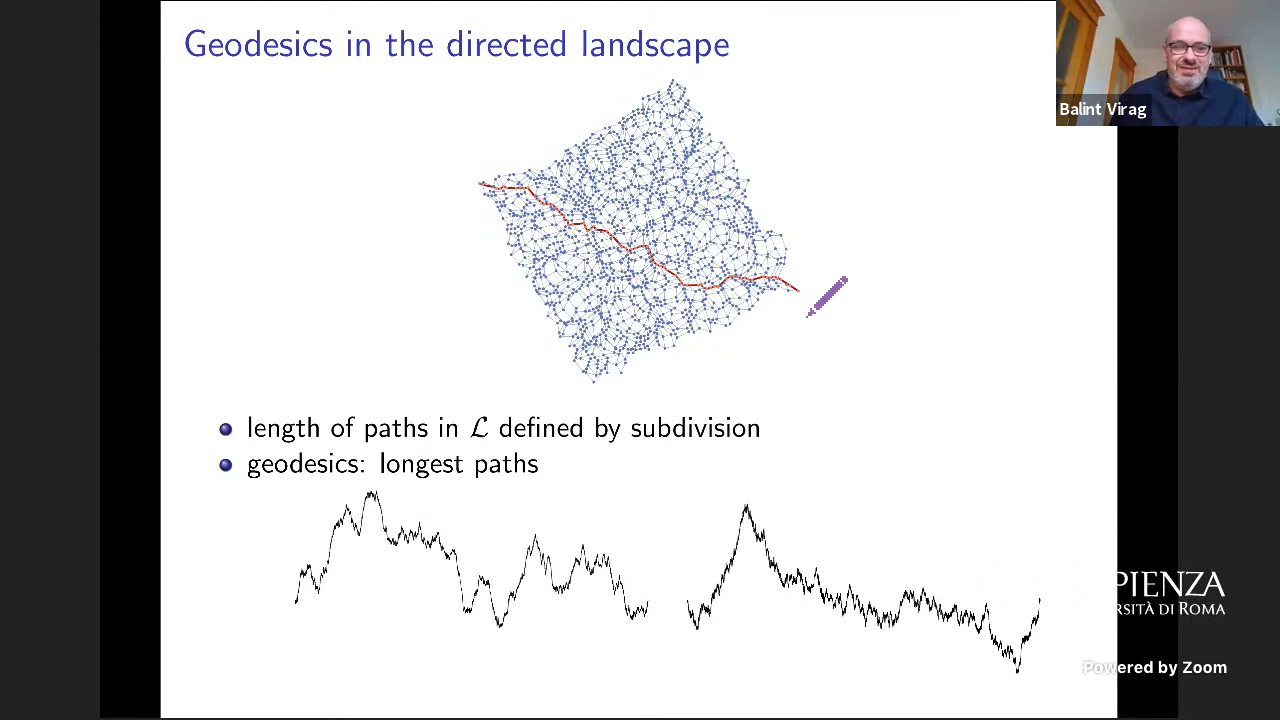 Geodesics in the directed landscape
Balint Virag
length of paths in ℒ defined by subdivision
geodesics: longest paths
PIENZA
RSITÀ DI ROMA
Powered by Zoom